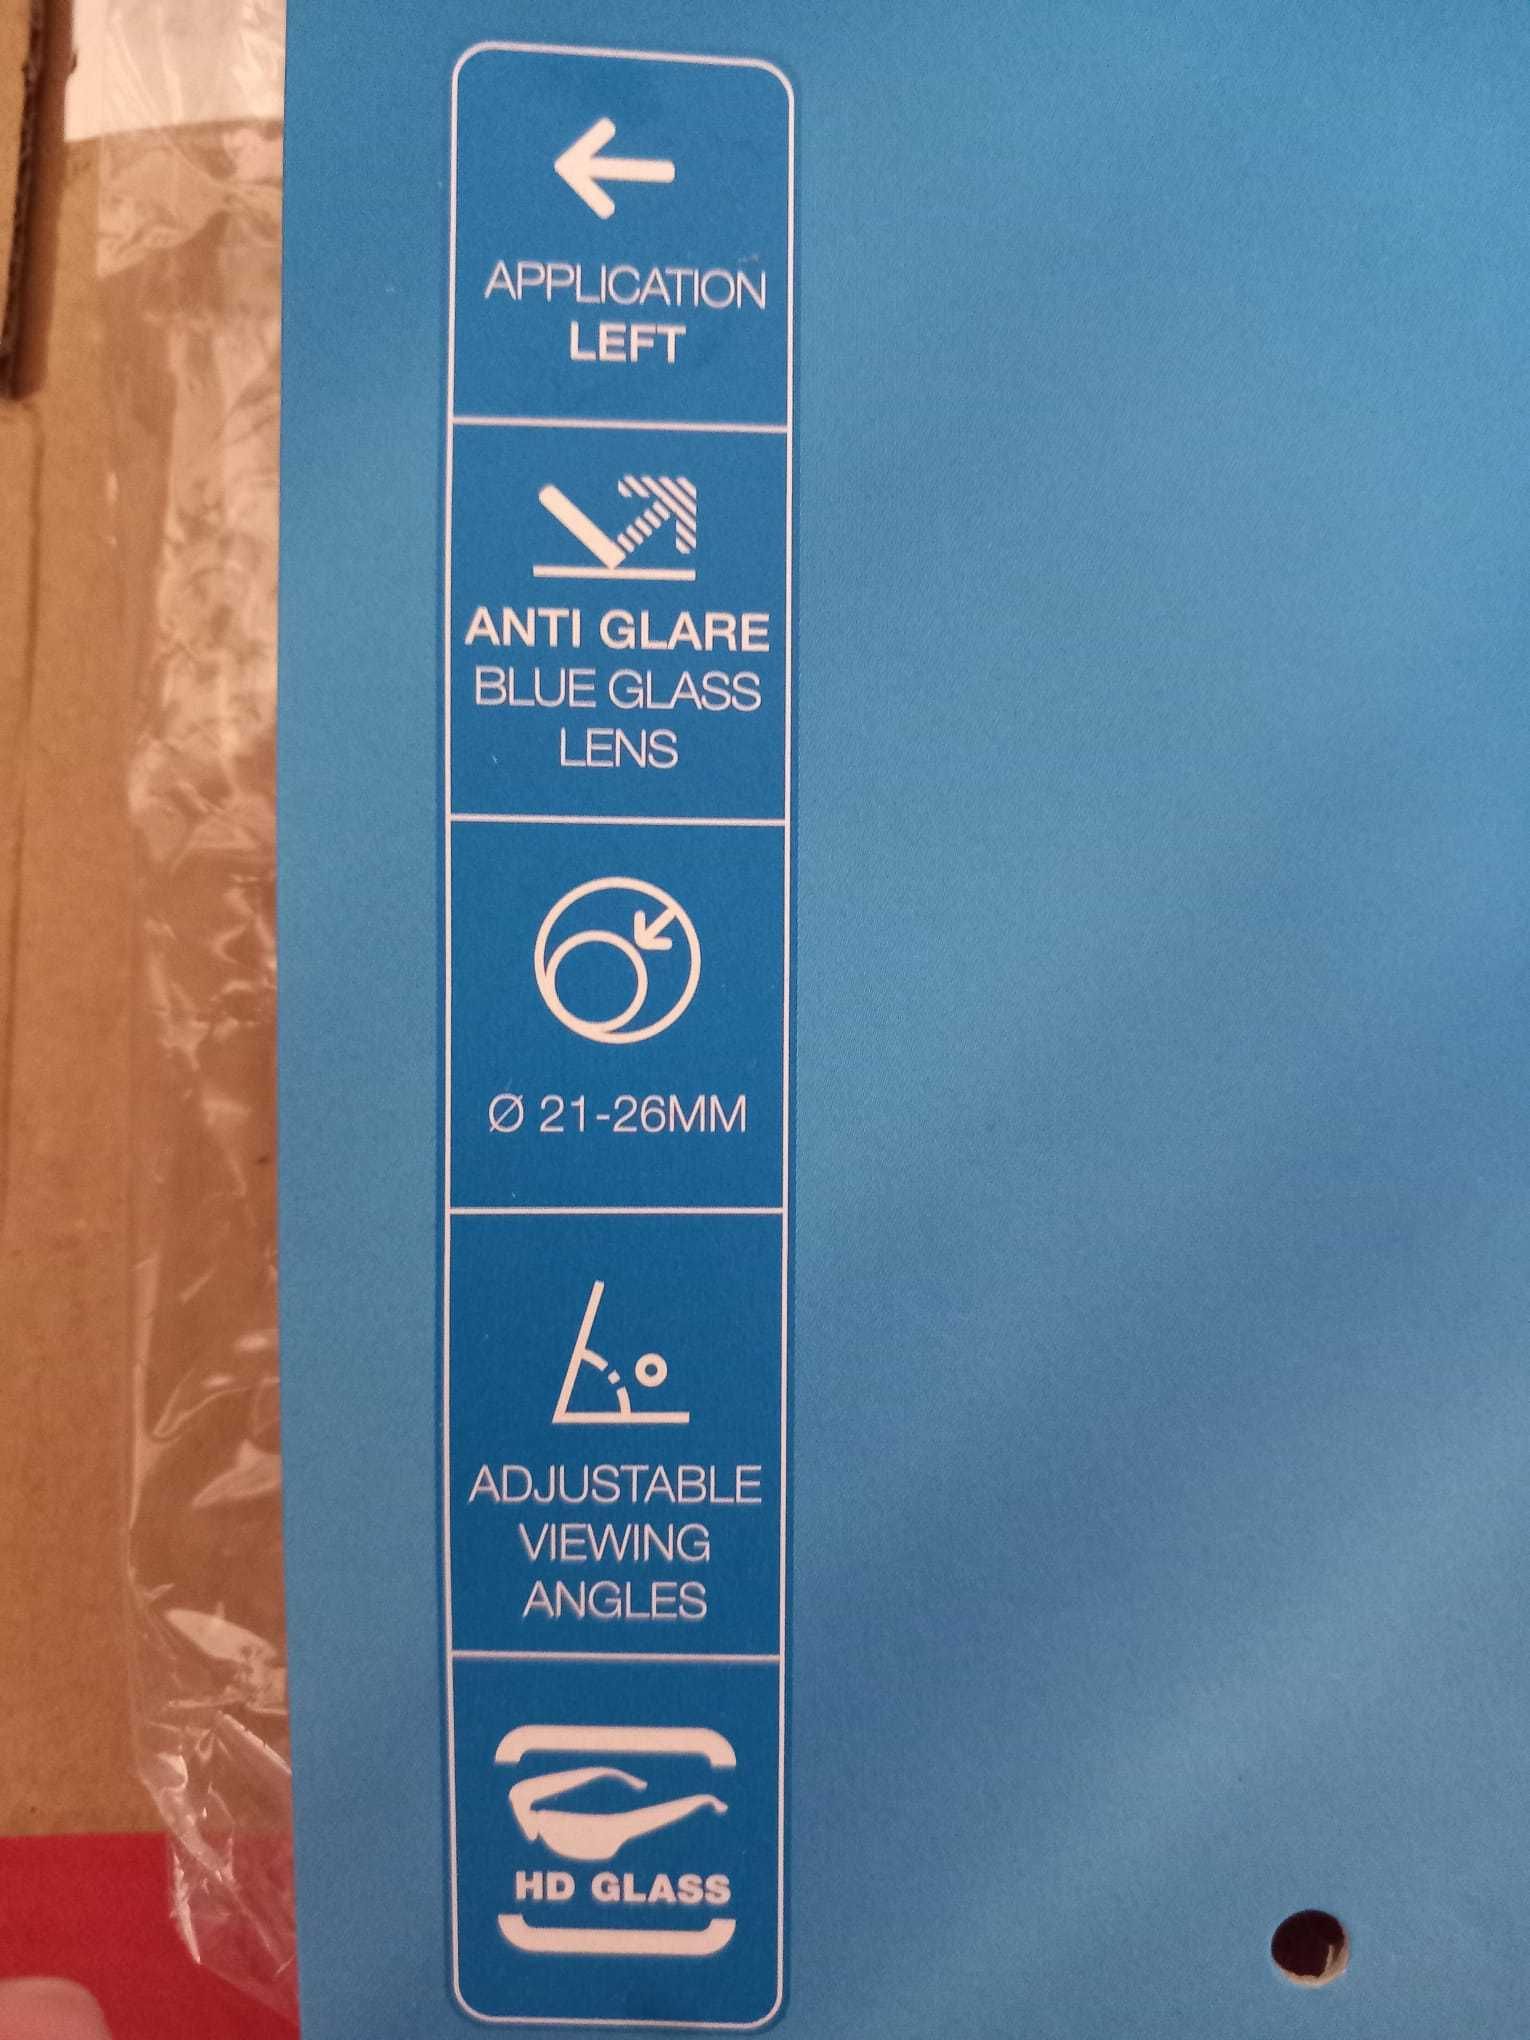 APPLICATION
LEFT
ANTI GLARE
BLUE GLASS
LENS
Ø 21-26MM
ADJUSTABLE
VIEWING
ANGLES
HD GLASS